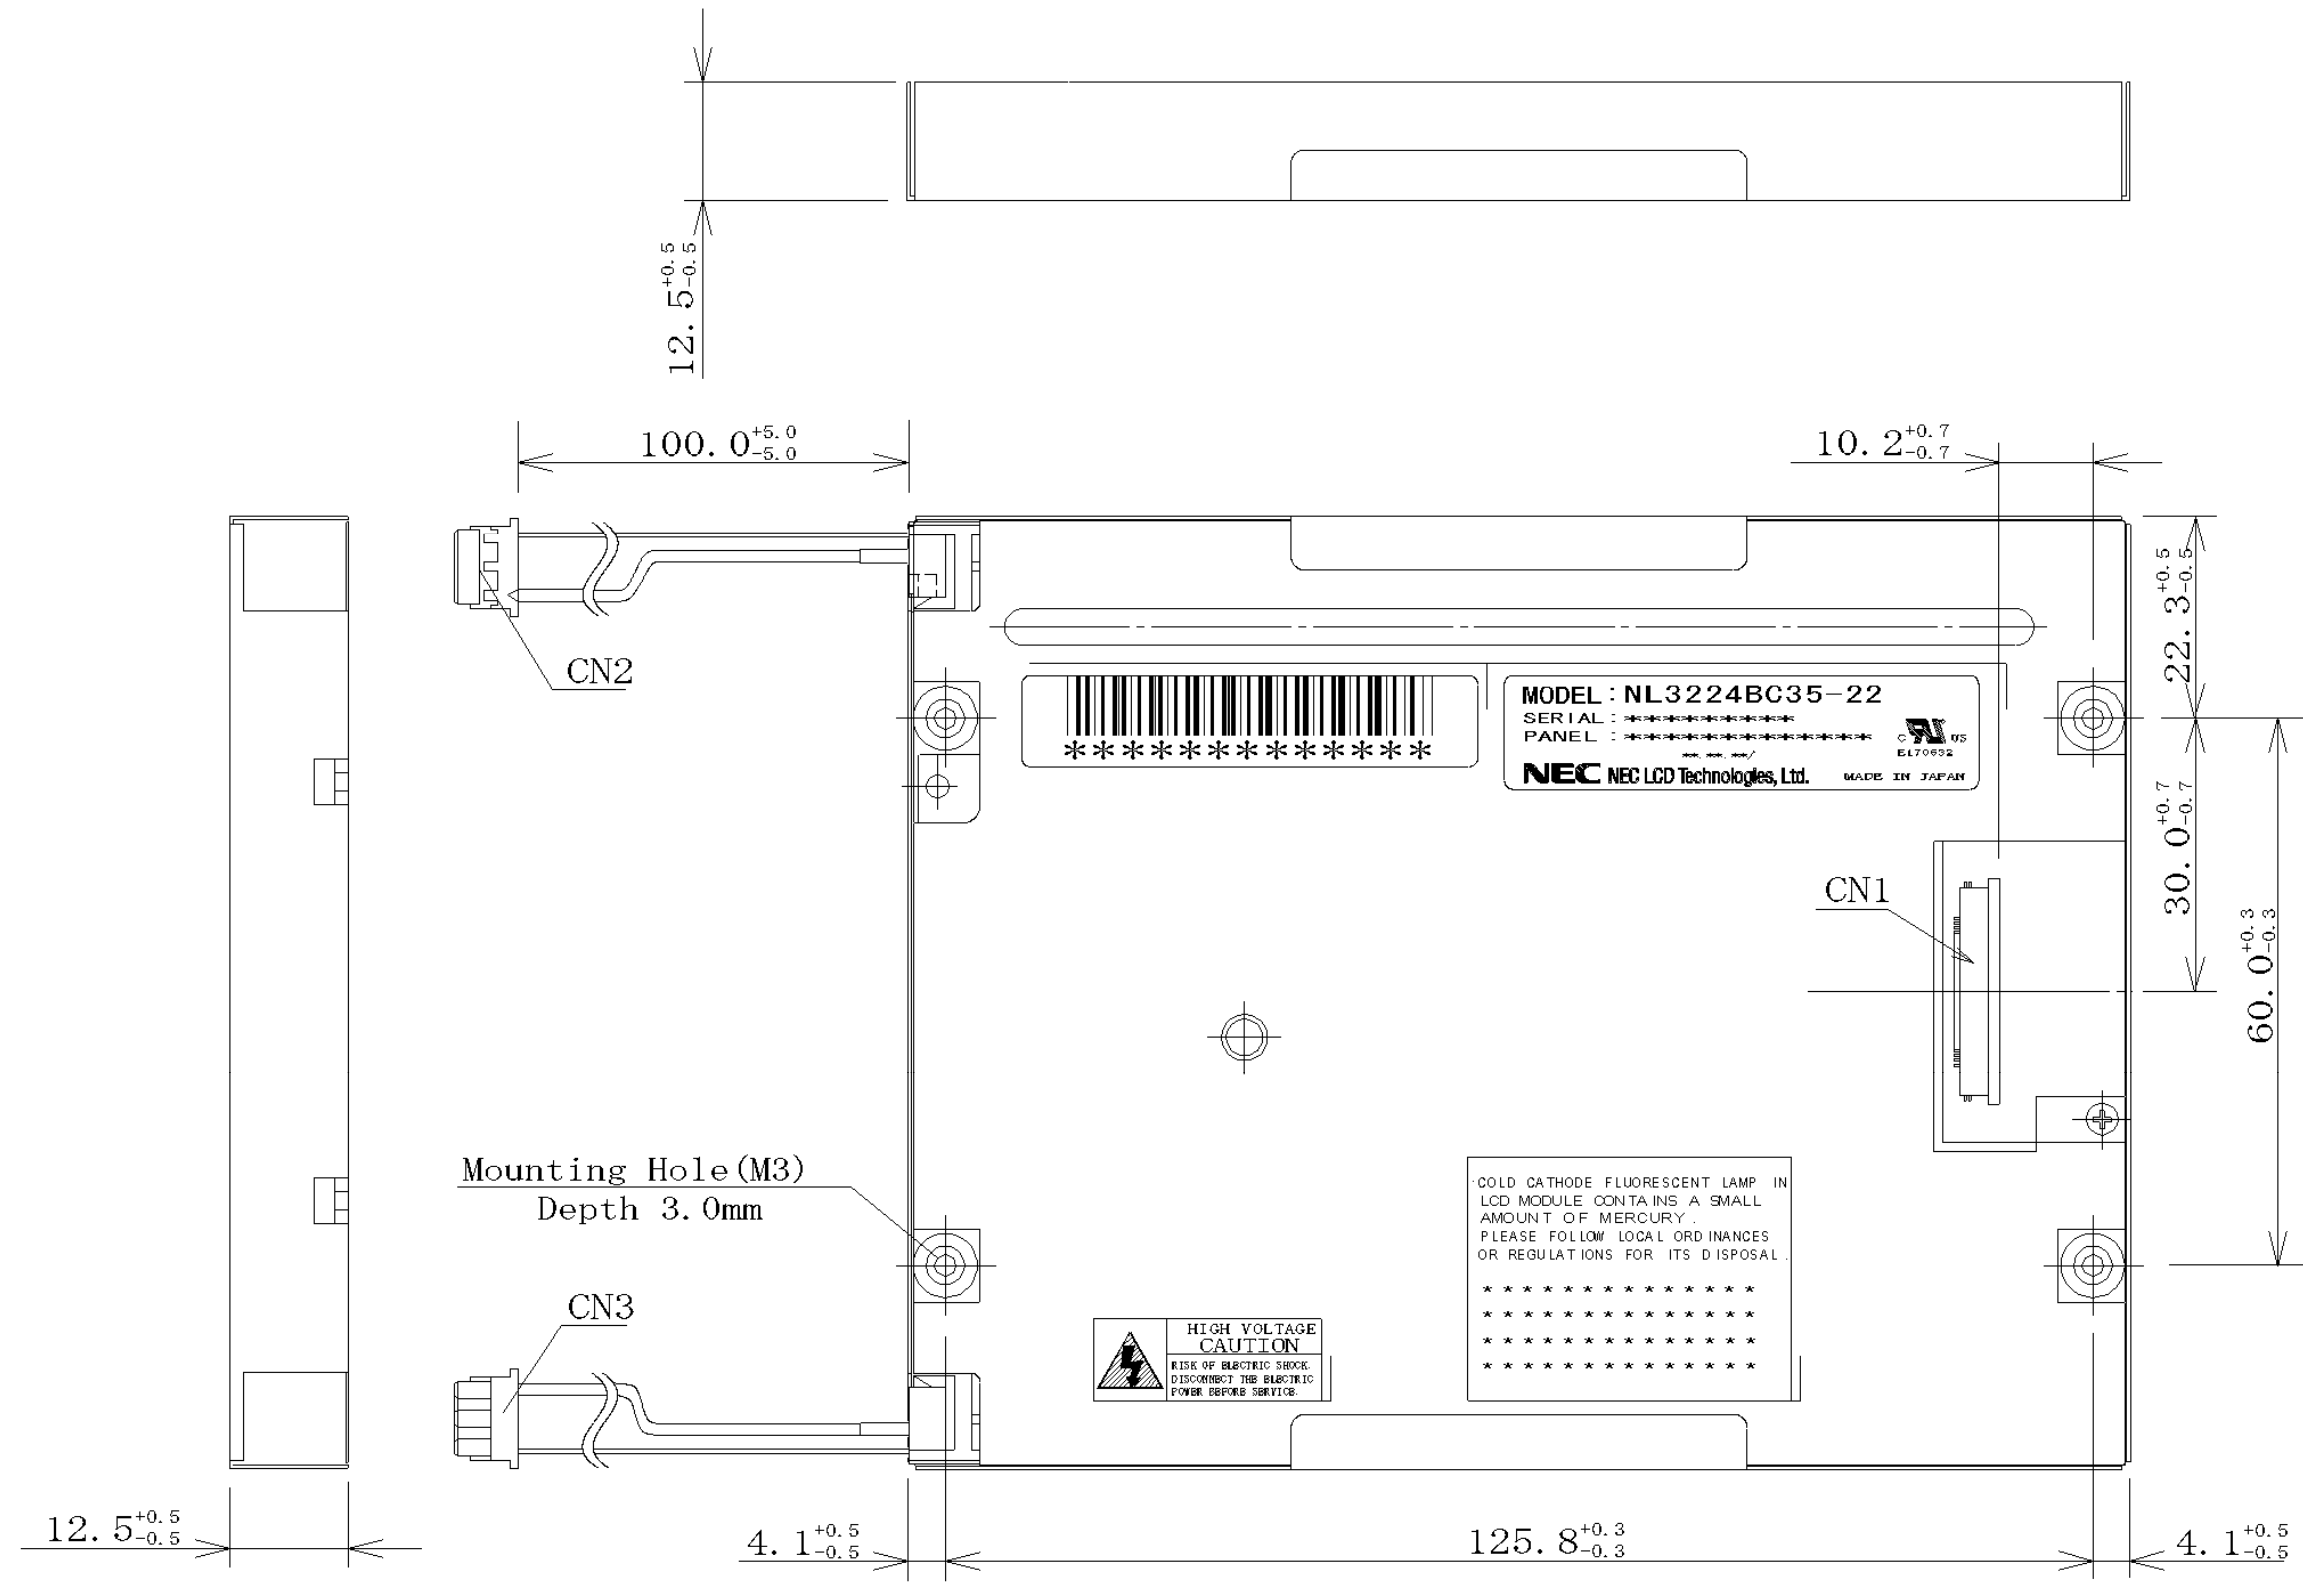 12.5+0.5-0.5
100.0+5.0-5.0
10.2+0.7-0.7
22.3+0.5-0.5
CN2
MODEL : NL3224BC35-22
SERIAL : ************
PANEL : *****************
**.**.**/
C US
E170632
NEC NEC LCD Technologies, Ltd. MADE IN JAPAN
*************
30.0+0.7-0.7
CN1
60.0+0.3-0.3
Mounting Hole(M3)
Depth 3.0mm
COLD CATHODE FLUORESCENT LAMP IN
LCD MODULE CONTAINS A SMALL
AMOUNT OF MERCURY.
PLEASE FOLLOW LOCAL ORDINANCES
OR REGULATIONS FOR ITS DISPOSAL.
* * * * * * * * * * * * * *
* * * * * * * * * * * * * *
* * * * * * * * * * * * * *
* * * * * * * * * * * * * *
CN3
HIGH VOLTAGE
CAUTION
RISK OF ELECTRIC SHOCK.
DISCONNECT THE ELECTRIC
POWER BEFORE SERVICE.
12.5+0.5-0.5
4.1+0.5-0.5
125.8+0.3-0.3
4.1+0.5-0.5